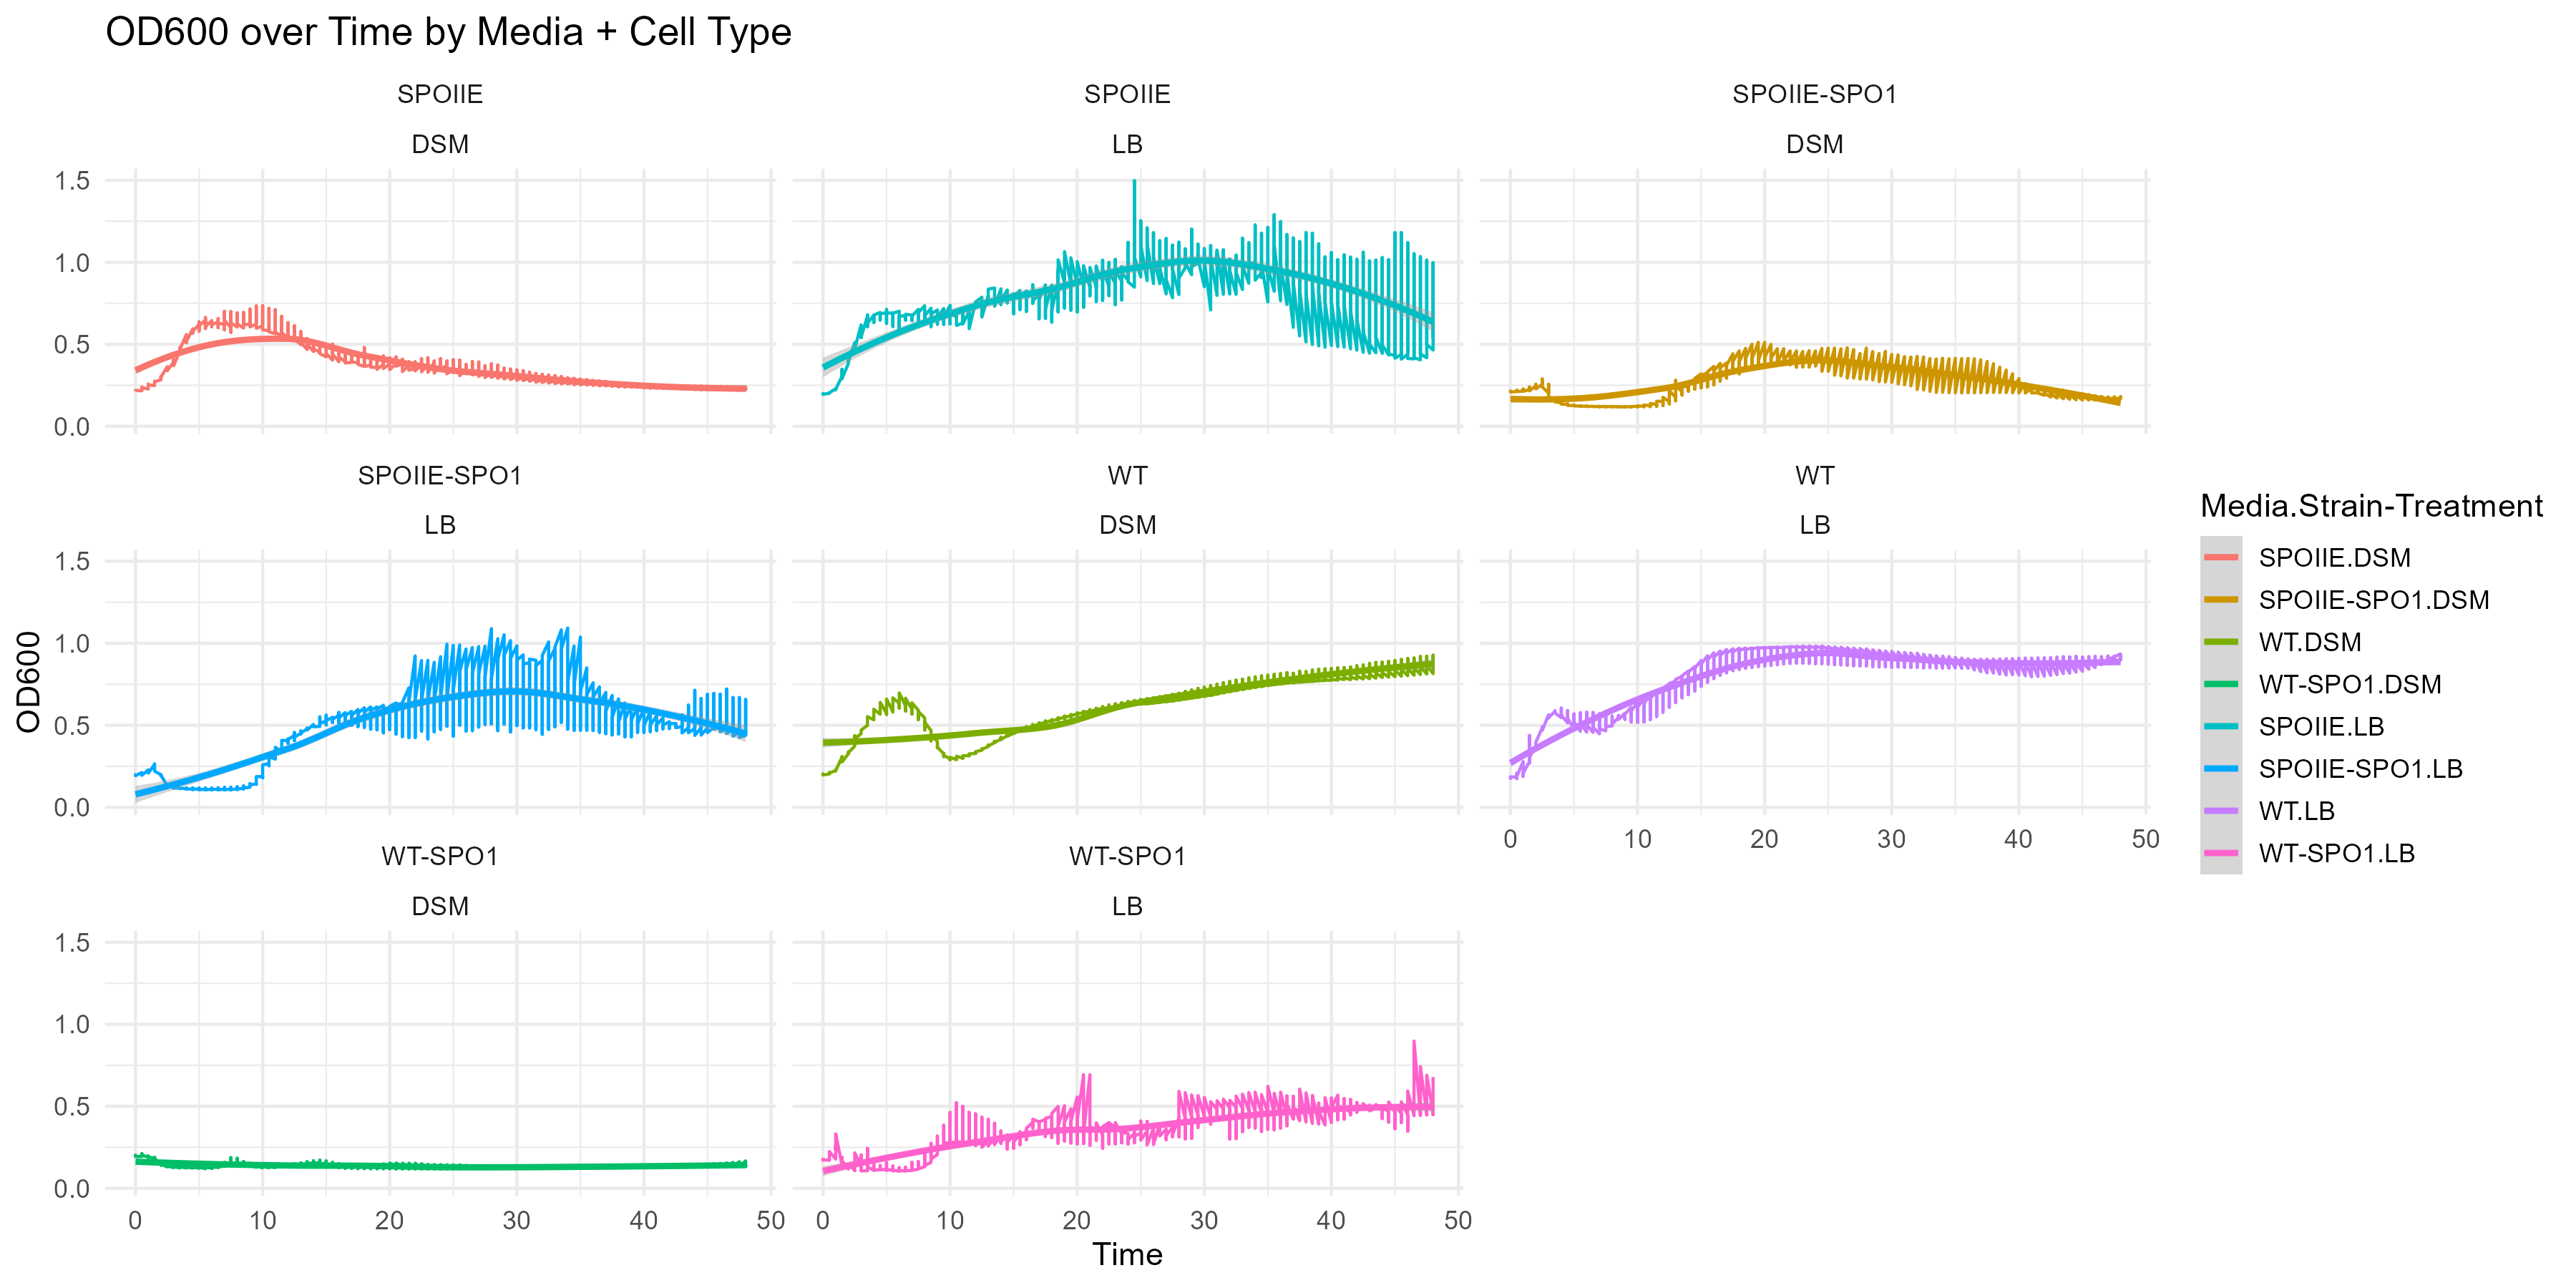 OD600 over Time by Media + Cell Type
SPOIIE
SPOIIE
SPOIIE-SPO1
DSM
LB
DSM
1.5
1.0
0.5
0.0
SPOIIE-SPO1
WT
WT
LB
DSM
LB
1.5
1.0
0.5
0.0
0 10 20 30 40 50
WT-SPO1
WT-SPO1
DSM
LB
1.5
1.0
0.5
0.0
0 10 20 30 40 50
0 10 20 30 40 50
OD600
Time
Media.Strain-Treatment
SPOIIE.DSM
SPOIIE-SPO1.DSM
WT.DSM
WT-SPO1.DSM
SPOIIE.LB
SPOIIE-SPO1.LB
WT.LB
WT-SPO1.LB